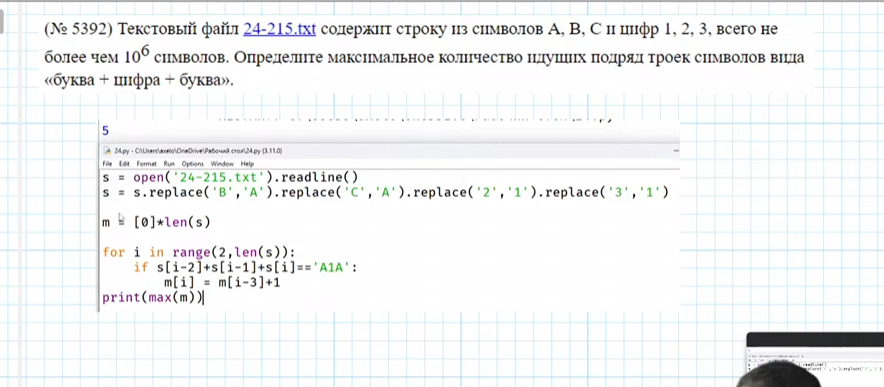 (№ 5392) Текстовый файл 24-215.txt содержит строку из символов A, B, C и цифр 1, 2, 3, всего не
более чем 10⁶ символов. Определите максимальное количество идущих подряд троек символов вида
«буква + цифра + буква».
5
24.py - C:\Users\axelo\OneDrive\Рабочий стол\24.py (3.11.0)
File Edit Format Run Options Window Help
s = open('24-215.txt').readline()
s = s.replace('B','A').replace('C','A').replace('2','1').replace('3','1')
m = [0]*len(s)
for i in range(2,len(s)):
    if s[i-2]+s[i-1]+s[i]=='A1A':
        m[i] = m[i-3]+1
print(max(m))